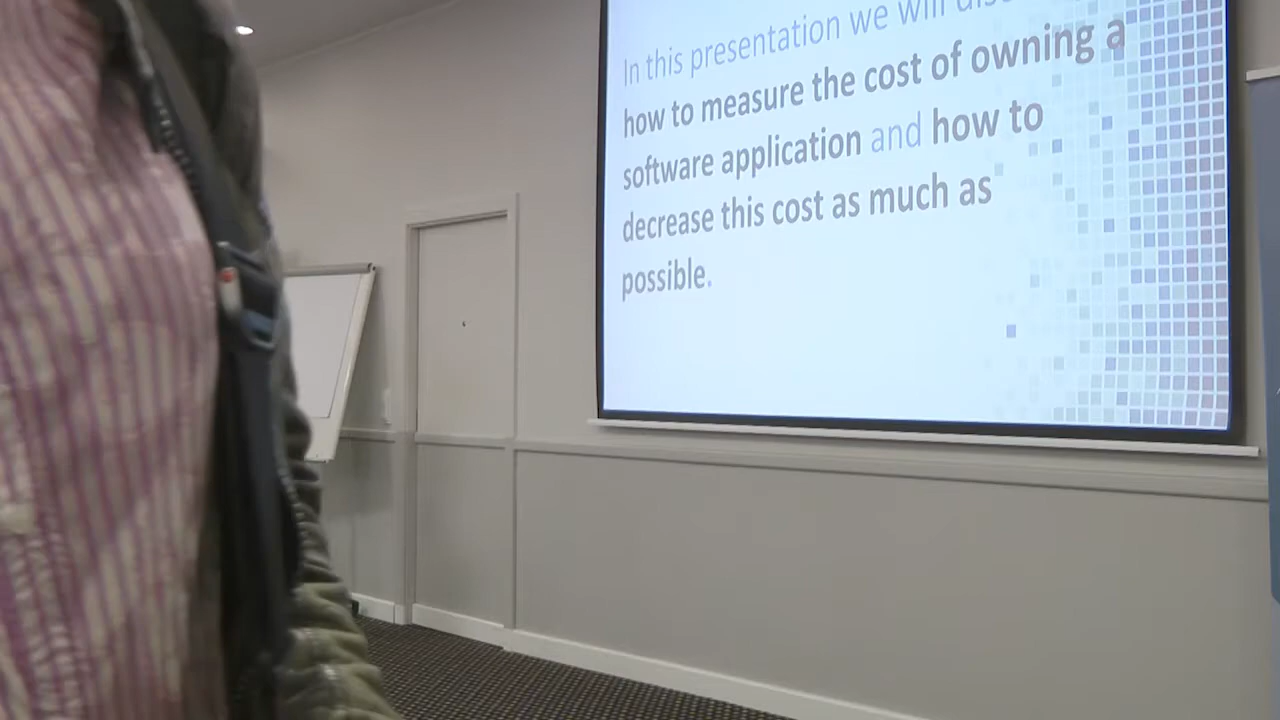 In this presentation we will
how to measure the cost of owning a
software application and how to
decrease this cost as much as
possible.